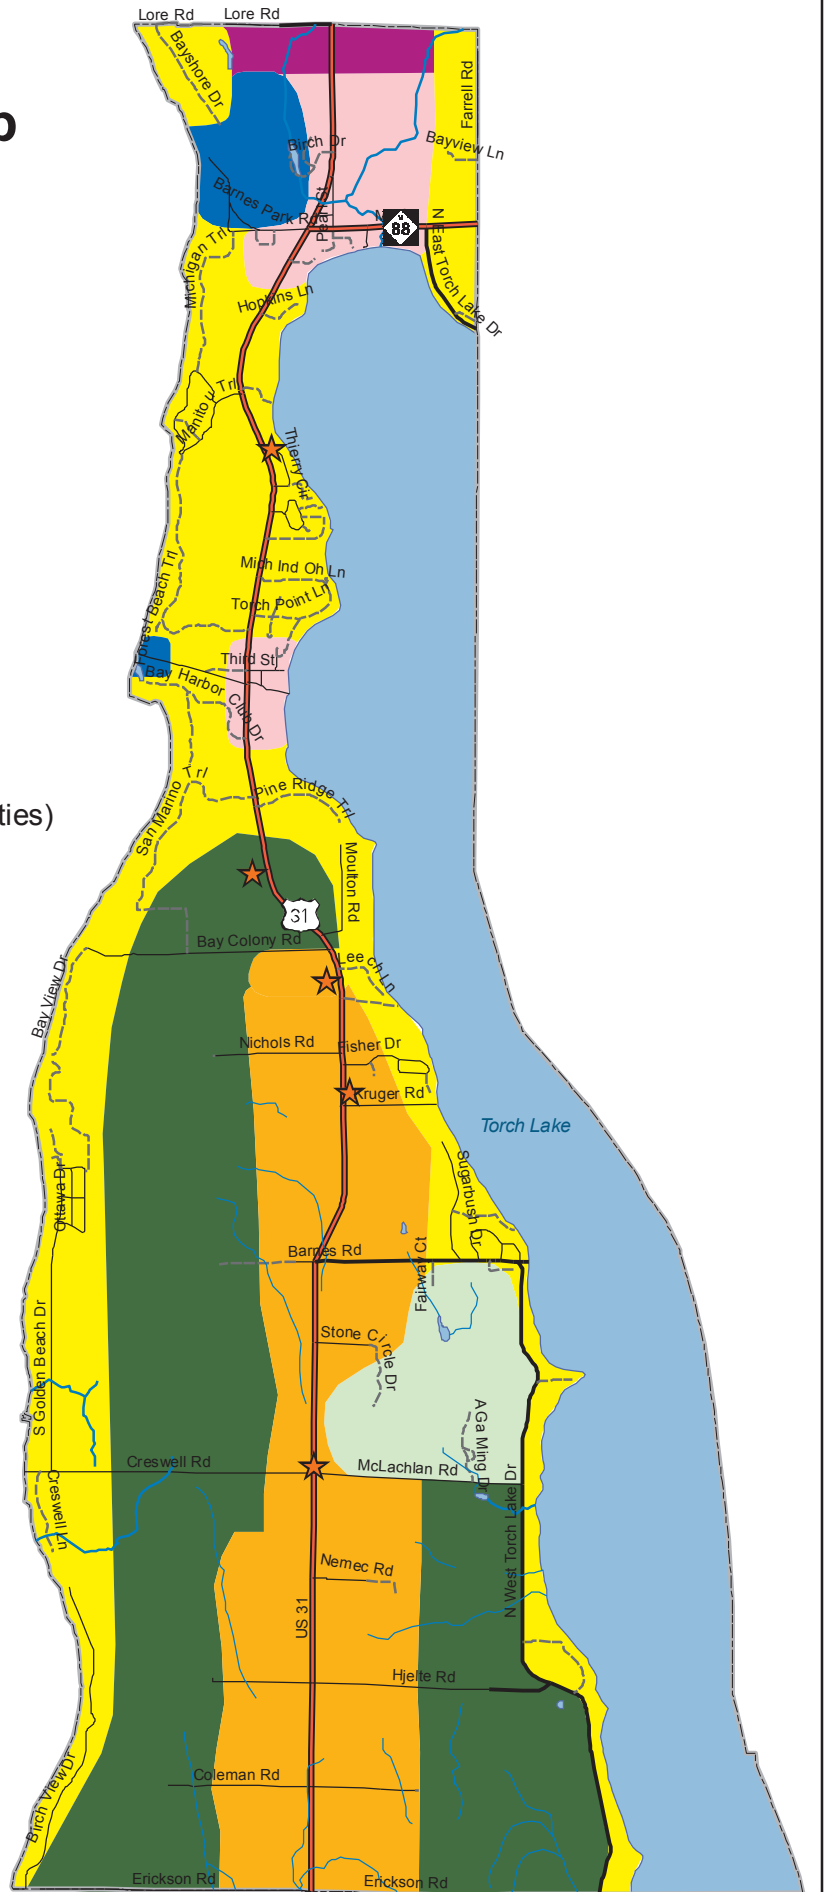 Lore Rd
Lore Rd
Bayshore Dr
Farrell Rd
p
Birch Dr
Bayview Ln
Barnes Park Rd
Pearl St
M
88
N East Torch Lake Dr
Michigan Trl
Hopkins Ln
Manitou Trl
Thierry Cir
Mich Ind Oh Ln
Torch Point Ln
Forest Beach Trl
Third St
Bay Harbor Club Dr
San Marino Trl
Pine Ridge Trl
ties)
Moulton Rd
31
Bay Colony Rd
Leech Ln
Bay View Dr
Nichols Rd
Fisher Dr
Kruger Rd
Torch Lake
Sugarbush Dr
Ottawa Dr
Barnes Rd
Fairway Ct
Stone Circle Dr
S Golden Beach Dr
A Ga Ming Dr
Creswell Rd
McLachlan Rd
Creswell Ln
N West Torch Lake Dr
Nemec Rd
US 31
Hjelte Rd
Coleman Rd
Birch View Dr
Erickson Rd
Erickson Rd